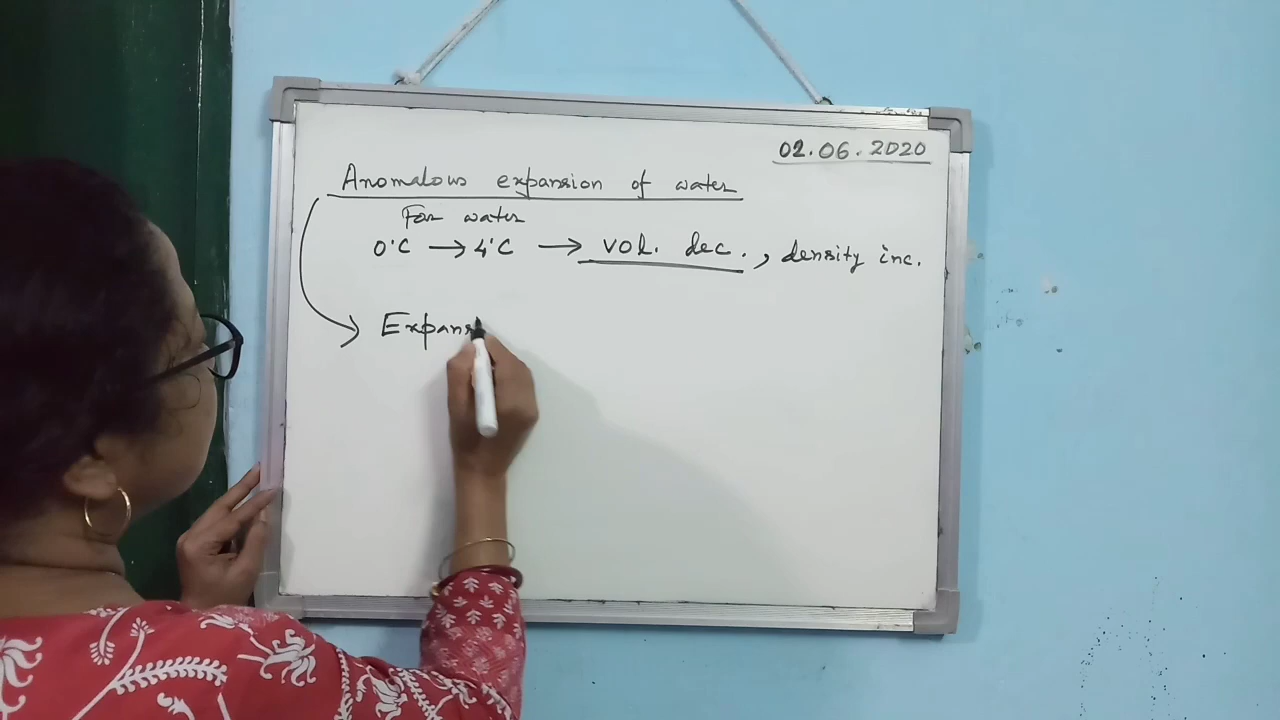 02.06.2020
Anomalous expansion of water
For water
0°C → 4°C → vol. dec., density inc.
→ Expans